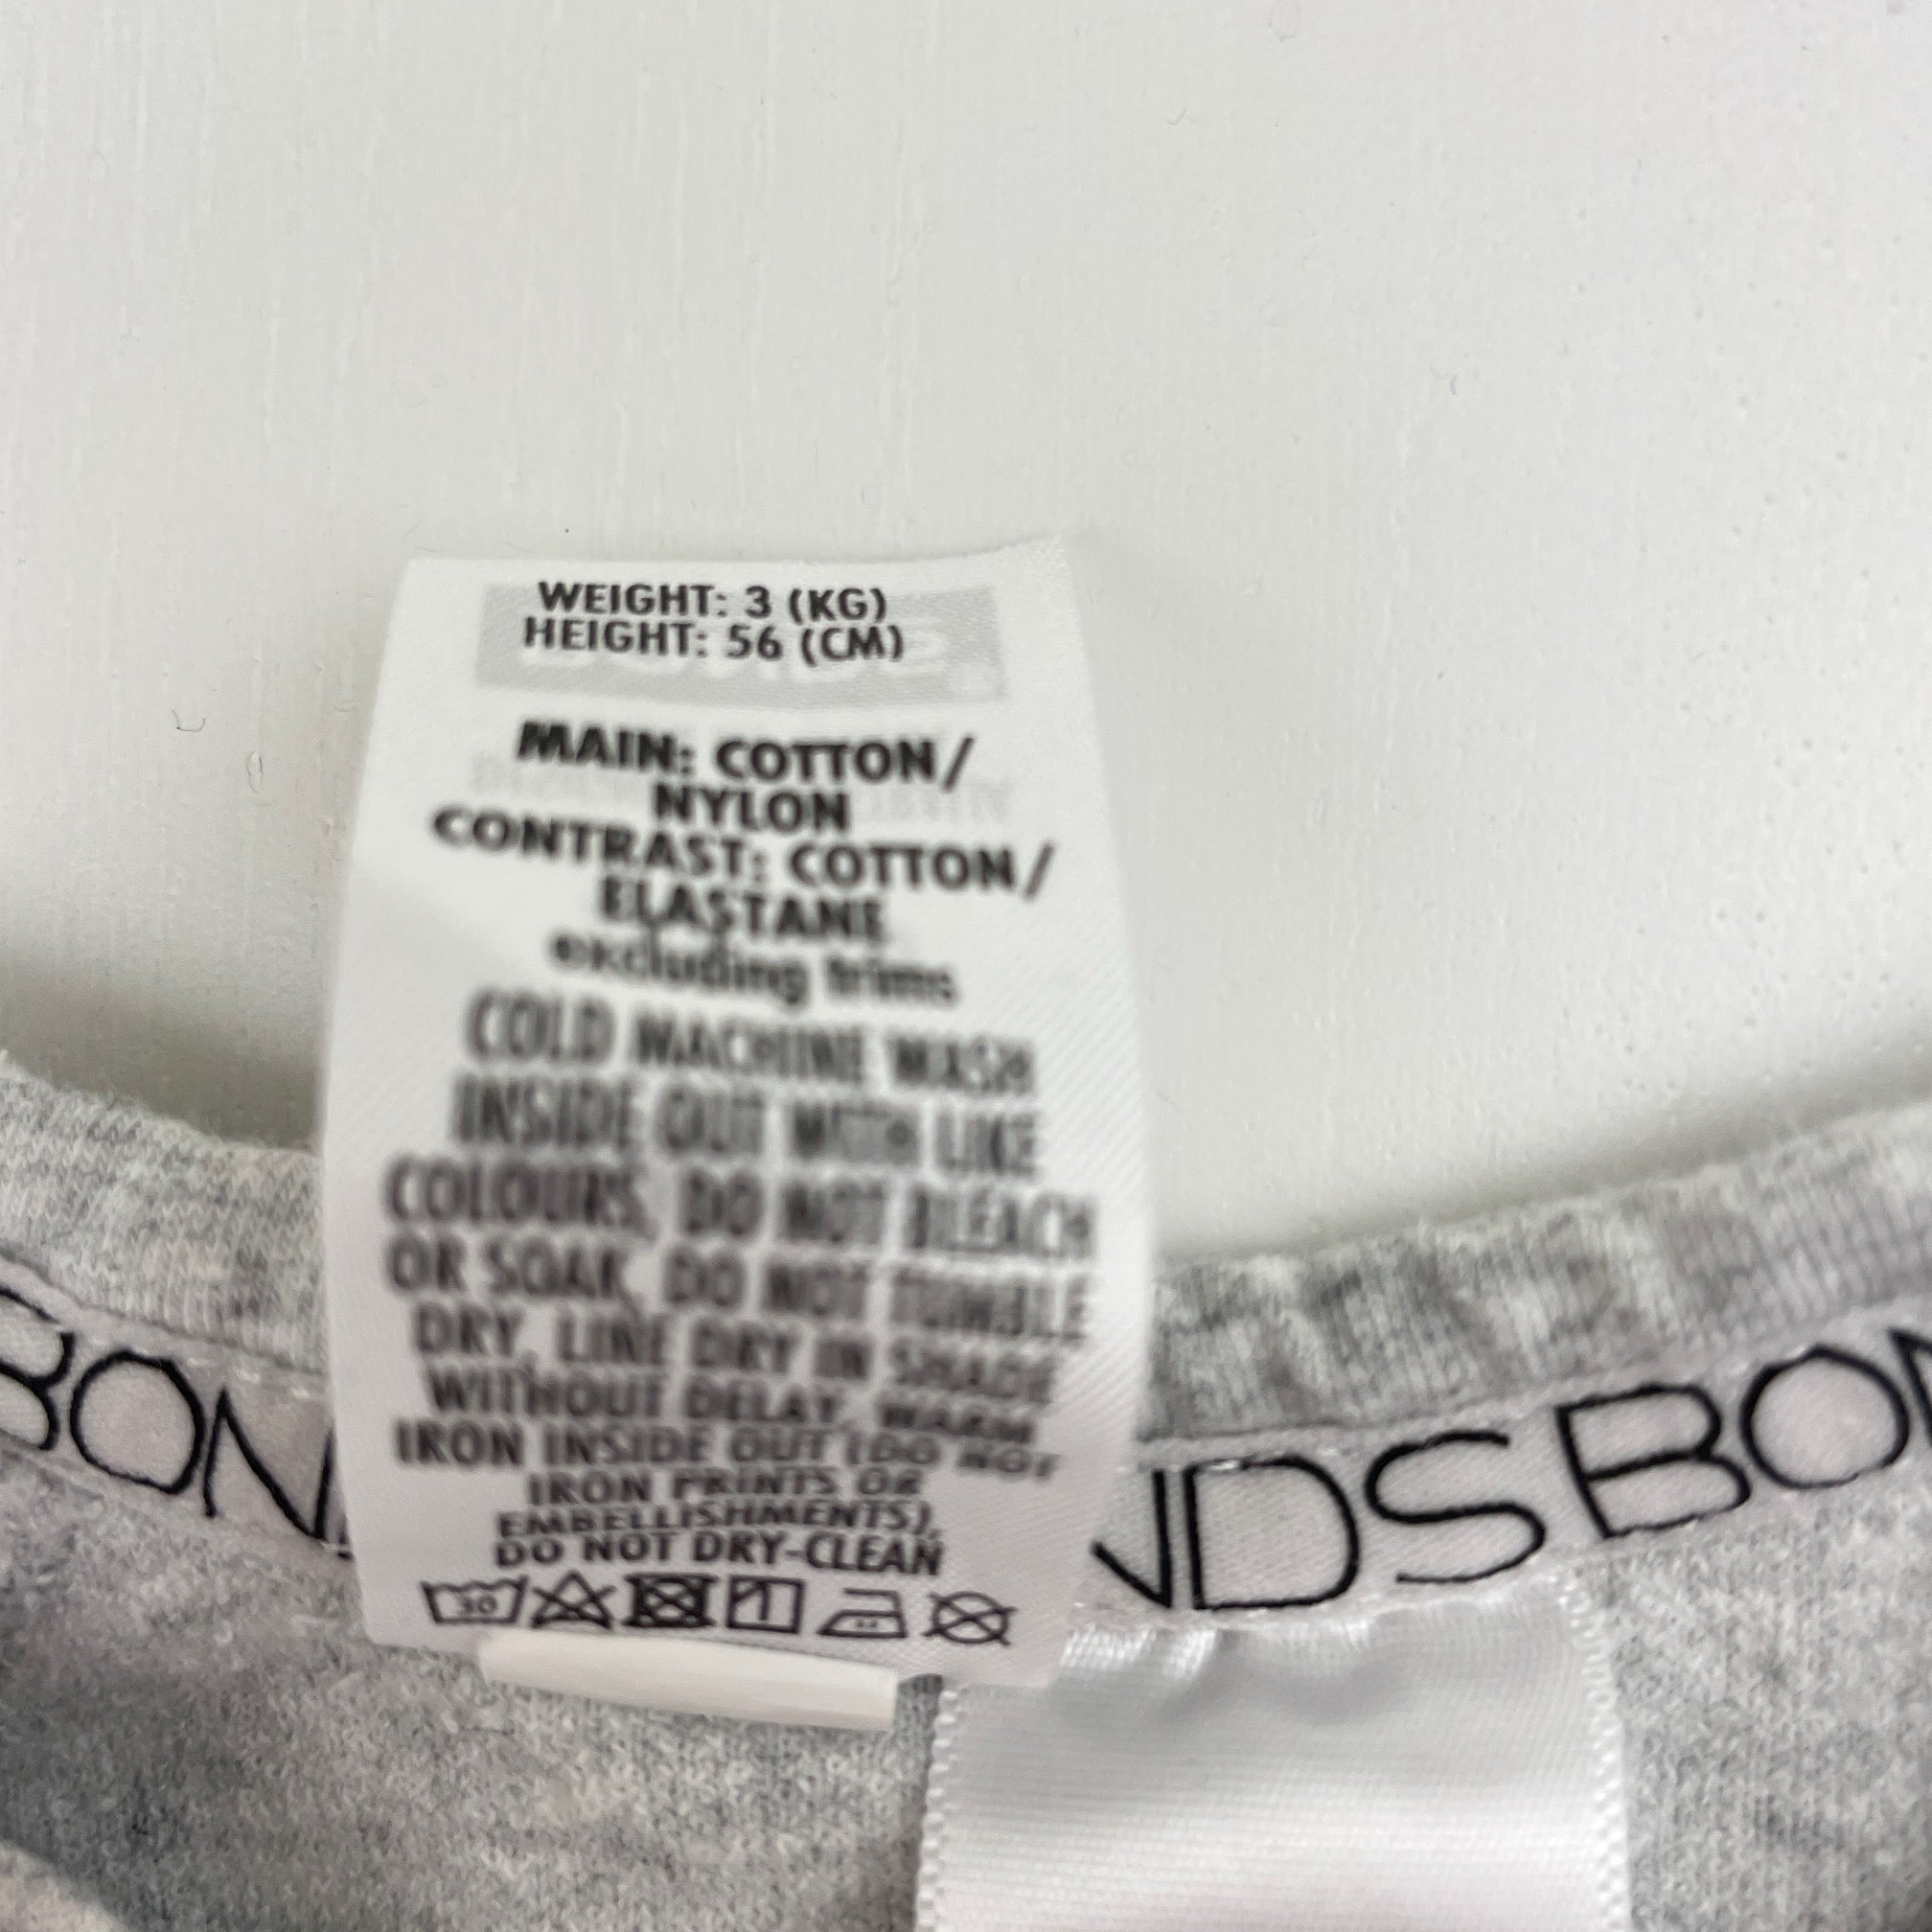 WEIGHT: 3 (KG)
HEIGHT: 56 (CM)
MAIN: COTTON/
NYLON
CONTRAST: COTTON/
ELASTANE
excluding trims
COLD MACHINE WASH
INSIDE OUT WITH LIKE
COLOURS, DO NOT BLEACH
OR SOAK, DO NOT TUMBLE
DRY, LINE DRY IN SHADE
WITHOUT DELAY, WARM
IRON INSIDE OUT (DO NOT
IRON PRINTS OR
EMBELLISHMENTS),
DO NOT DRY-CLEAN
30
BON NDS BON